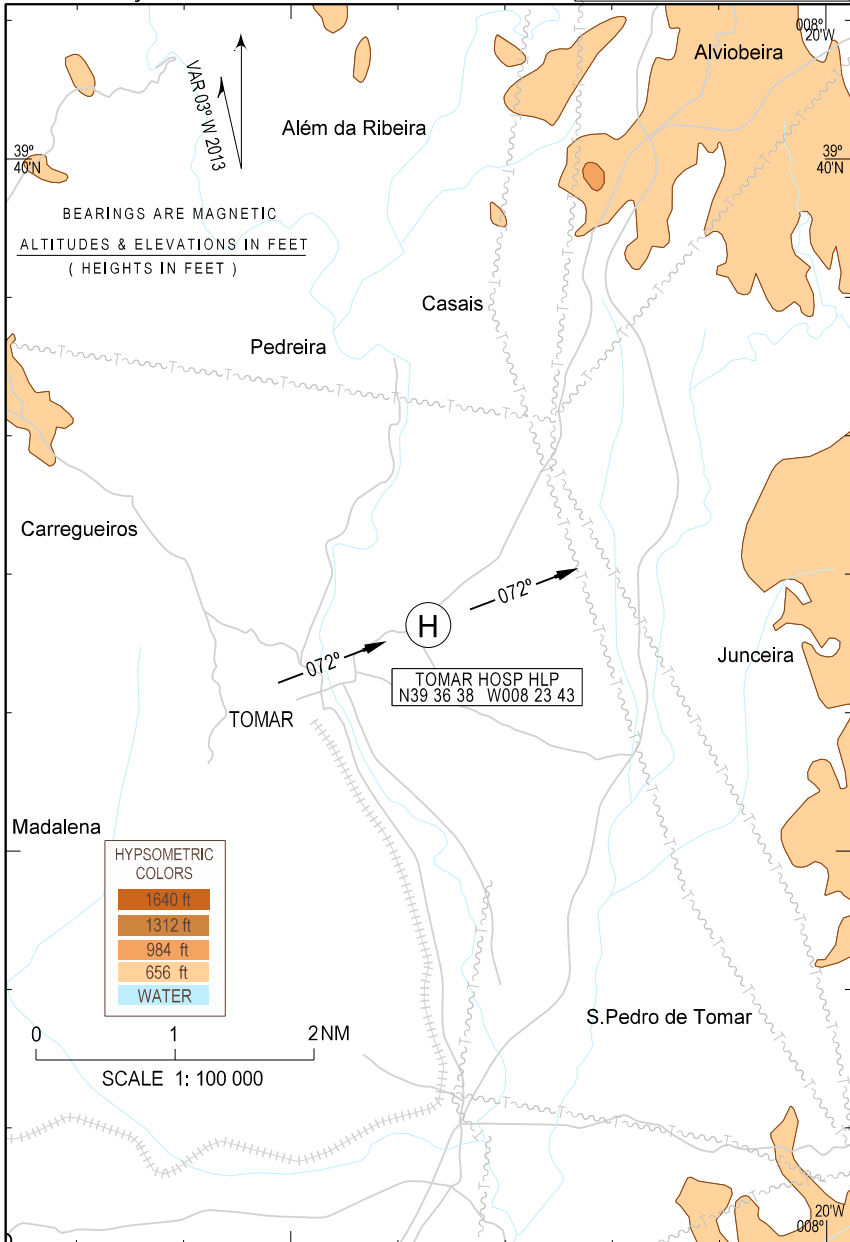 008°
20'W
Alviobeira
VAR 03° W 2013
Além da Ribeira
39°
40'N
39°
40'N
BEARINGS ARE MAGNETIC
ALTITUDES & ELEVATIONS IN FEET
( HEIGHTS IN FEET )
Casais
Pedreira
Carregueiros
072°
H
072°
Junceira
TOMAR HOSP HLP
N39 36 38 W008 23 43
TOMAR
Madalena
HYPSOMETRIC
COLORS
1640 ft
1312 ft
984 ft
656 ft
WATER
S.Pedro de Tomar
0 1 2 NM
SCALE 1: 100 000
20'W
008°